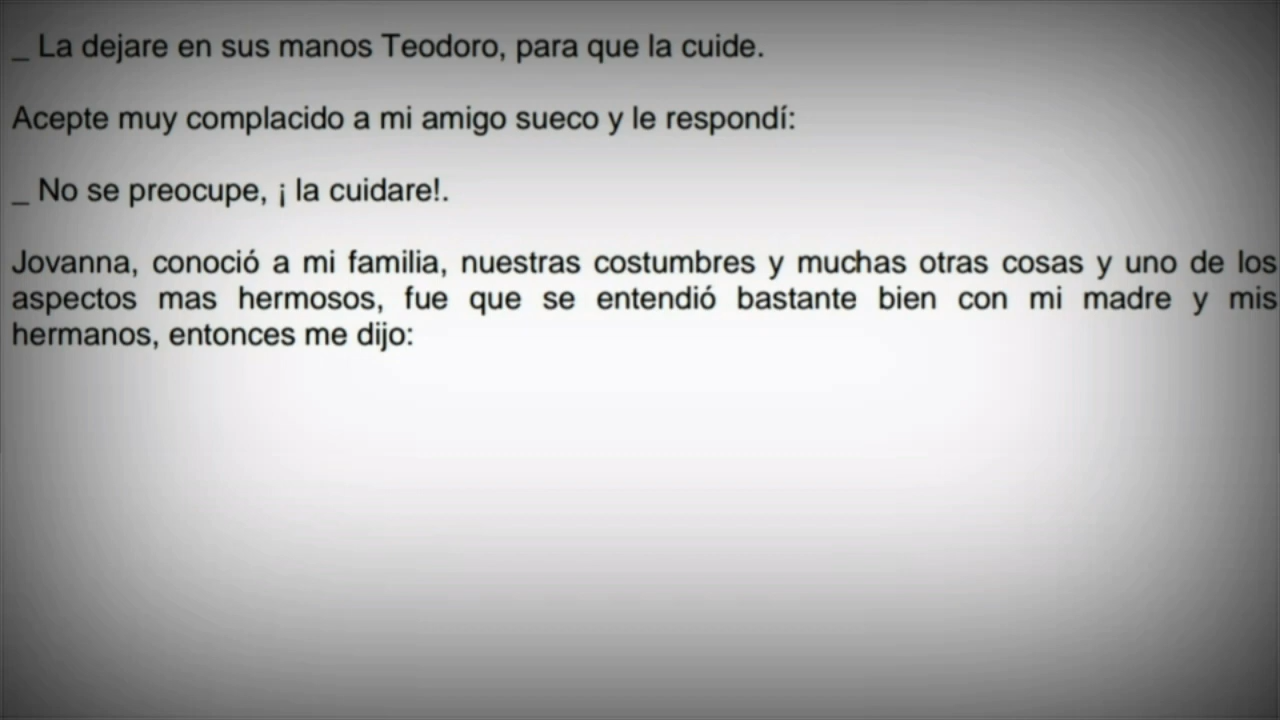 _ La dejare en sus manos Teodoro, para que la cuide.
Acepte muy complacido a mi amigo sueco y le respondí:
_ No se preocupe, ¡ la cuidare!.
Jovanna, conoció a mi familia, nuestras costumbres y muchas otras cosas y uno de los
aspectos mas hermosos, fue que se entendió bastante bien con mi madre y mis
hermanos, entonces me dijo: